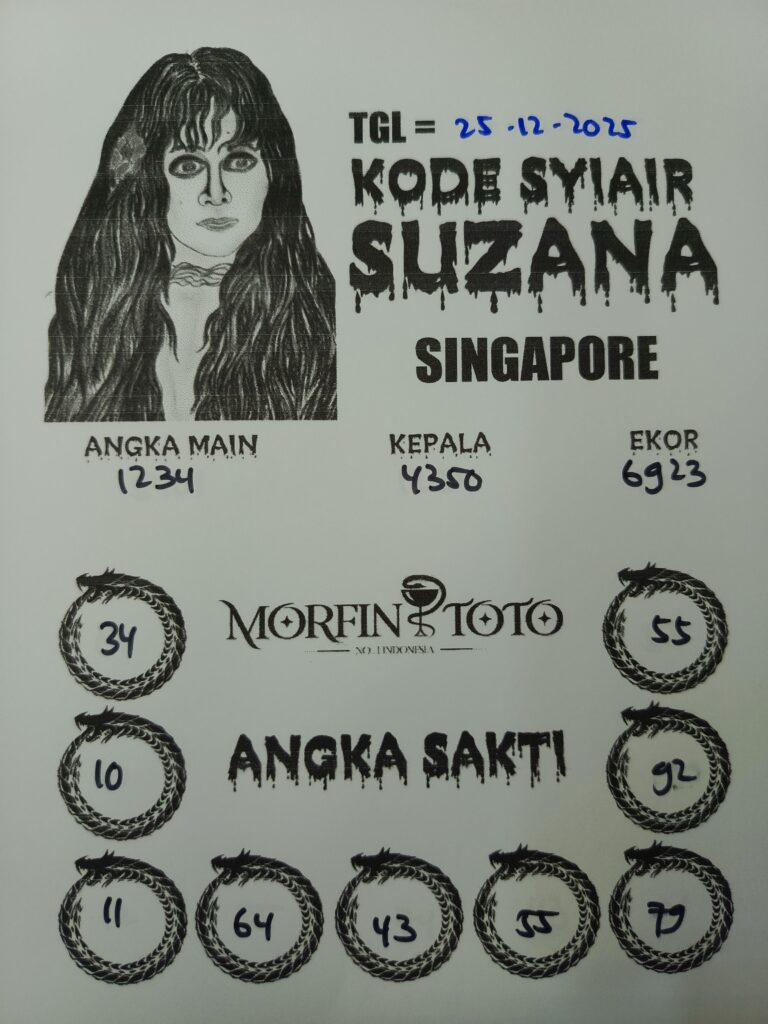 TGL = 25-12-2025
KODE SYIAIR
SUZANA
SINGAPORE
ANGKA MAIN KEPALA EKOR
1234 4350 6923
MORFIN TOTO
NO. 1 INDONESIA
34 55
ANGKA SAKTI
10 92
11 64 43 55 79